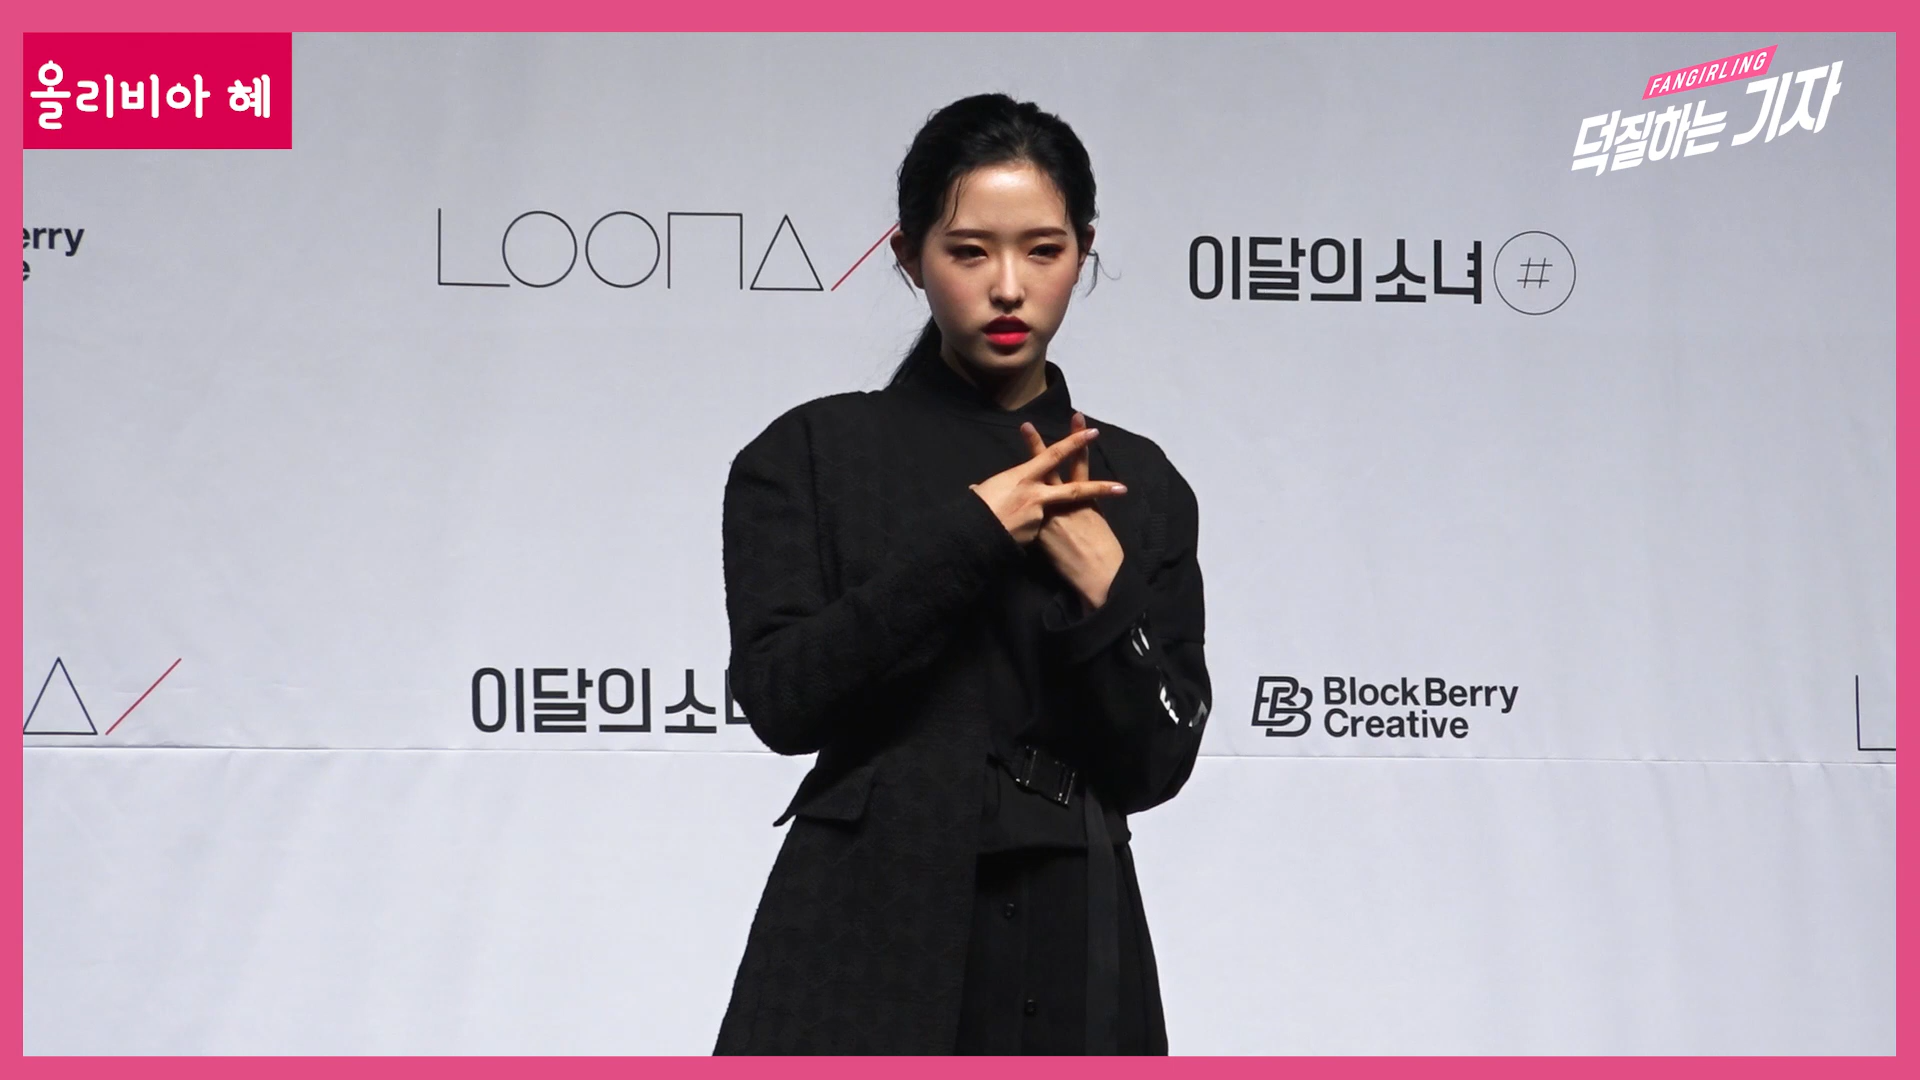 올리비아 혜
FANGIRLING
덕질하는 기자
erry
e
LOONA /
이달의 소녀 #
이달의 소
BlockBerry
Creative